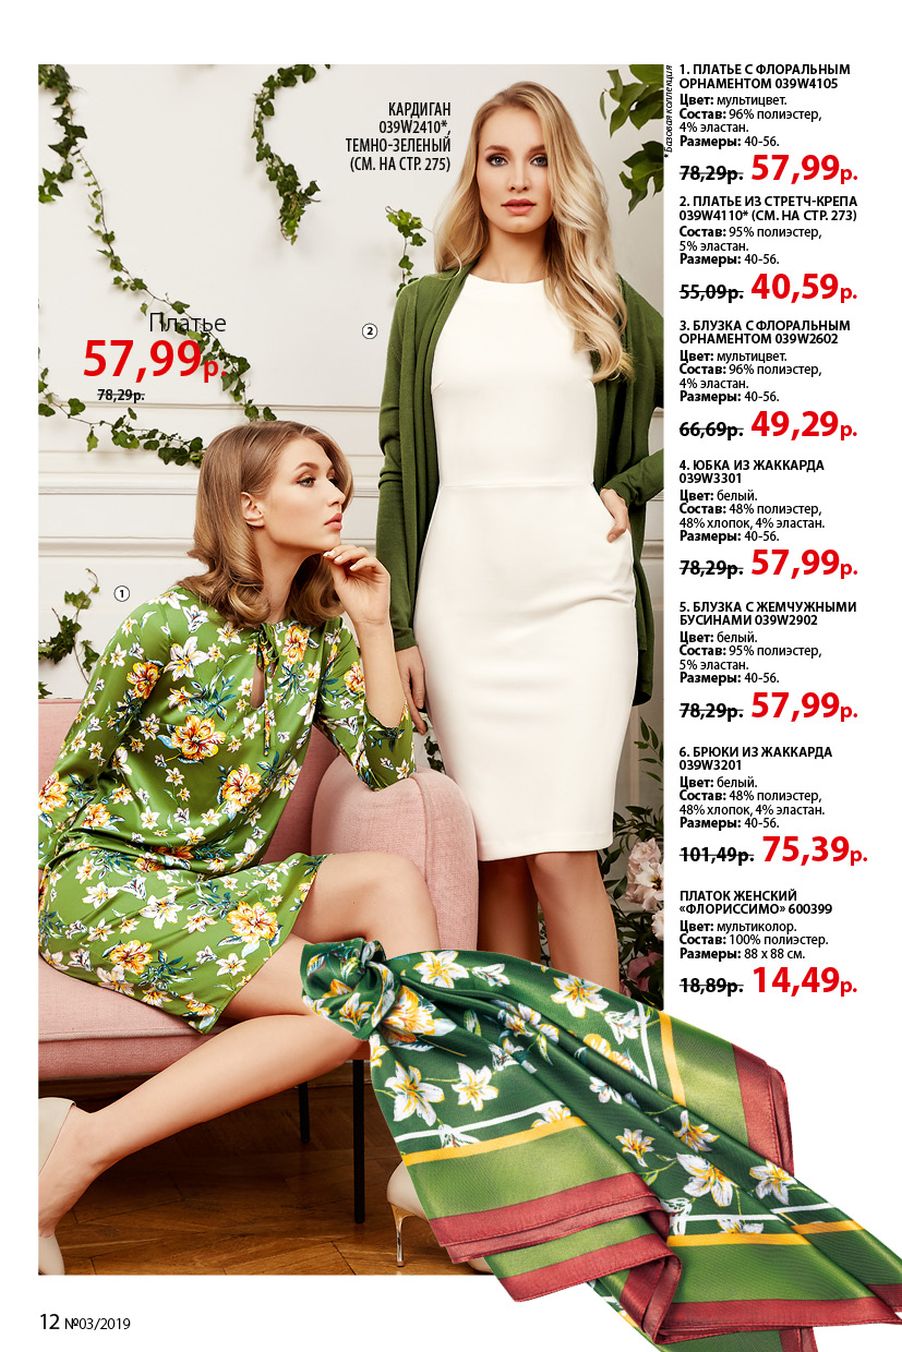 КАРДИГАН
039W2410*,
ТЕМНО-ЗЕЛЕНЫЙ
(СМ. НА СТР. 275)
Платье
57,99р.
78,29р.
2
1
*Базовая коллекция
1. ПЛАТЬЕ С ФЛОРАЛЬНЫМ
ОРНАМЕНТОМ 039W4105
Цвет: мультицвет.
Состав: 96% полиэстер,
4% эластан.
Размеры: 40-56.
78,29р. 57,99р.
2. ПЛАТЬЕ ИЗ СТРЕТЧ-КРЕПА
039W4110* (СМ. НА СТР. 273)
Состав: 95% полиэстер,
5% эластан.
Размеры: 40-56.
55,09р. 40,59р.
3. БЛУЗКА С ФЛОРАЛЬНЫМ
ОРНАМЕНТОМ 039W2602
Цвет: мультицвет.
Состав: 96% полиэстер,
4% эластан.
Размеры: 40-56.
66,69р. 49,29р.
4. ЮБКА ИЗ ЖАККАРДА
039W3301
Цвет: белый.
Состав: 48% полиэстер,
48% хлопок, 4% эластан.
Размеры: 40-56.
78,29р. 57,99р.
5. БЛУЗКА С ЖЕМЧУЖНЫМИ
БУСИНАМИ 039W2902
Цвет: белый.
Состав: 95% полиэстер,
5% эластан.
Размеры: 40-56.
78,29р. 57,99р.
6. БРЮКИ ИЗ ЖАККАРДА
039W3201
Цвет: белый.
Состав: 48% полиэстер,
48% хлопок, 4% эластан.
Размеры: 40-56.
101,49р. 75,39р.
ПЛАТОК ЖЕНСКИЙ
«ФЛОРИССИМО» 600399
Цвет: мультиколор.
Состав: 100% полиэстер.
Размеры: 88 х 88 см.
18,89р. 14,49р.
12 №03/2019